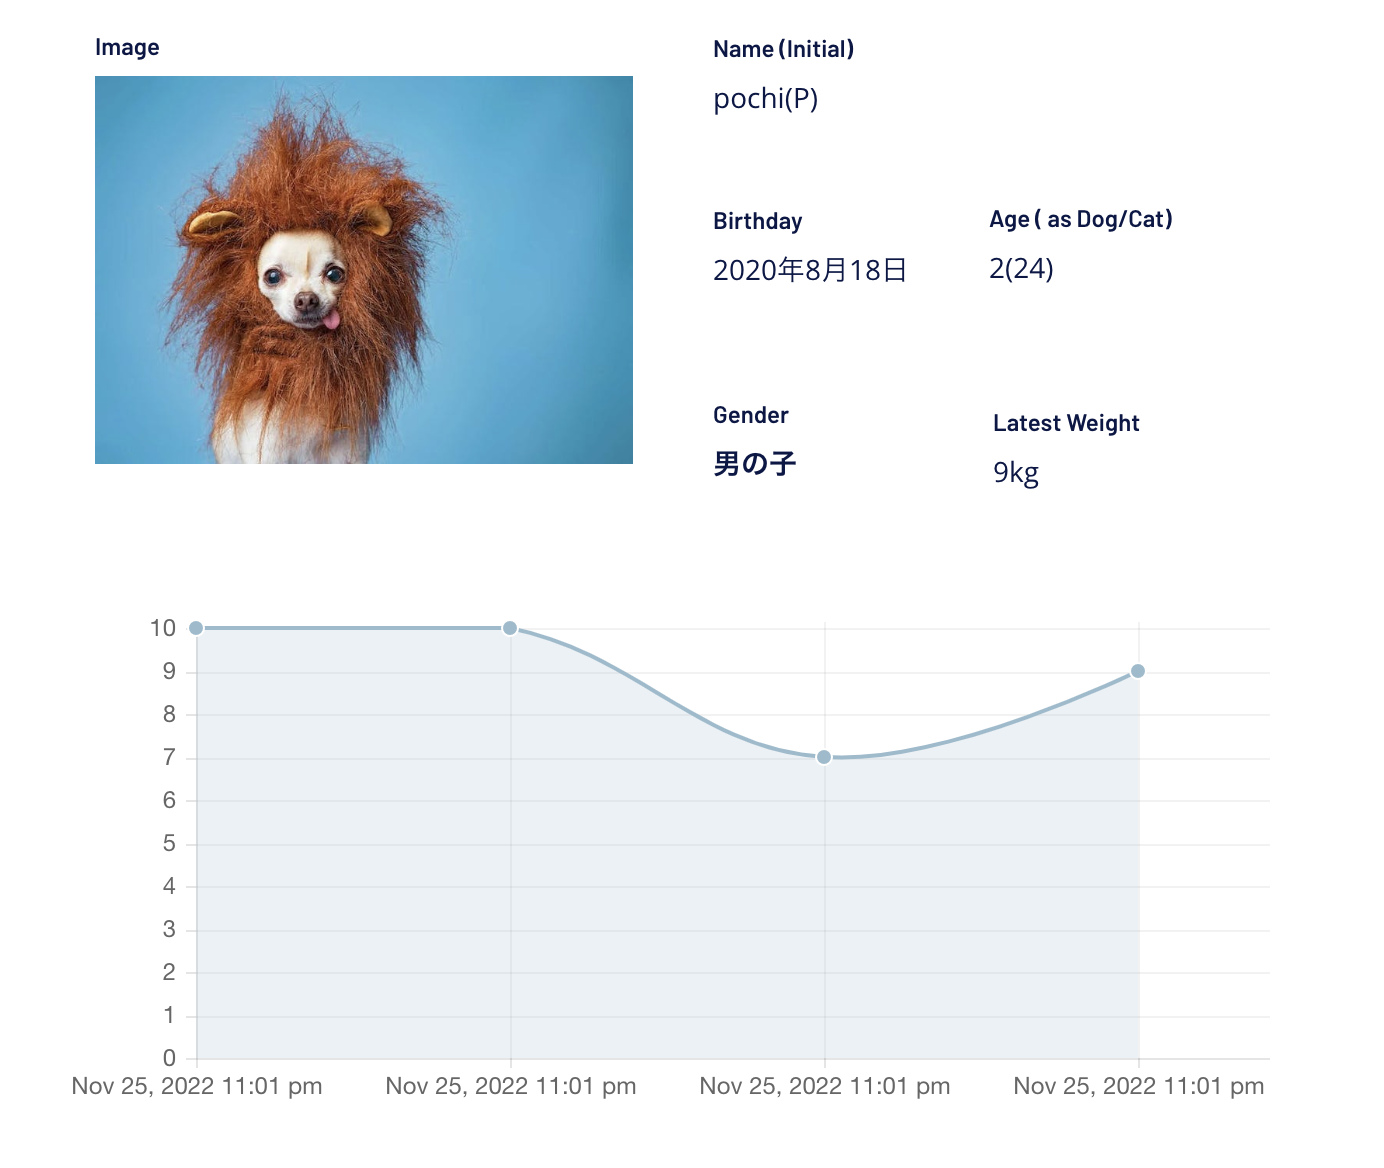 Image
Name (Initial)
pochi(P)
Birthday
Age ( as Dog/Cat)
2020年8月18日
2(24)
Gender
Latest Weight
男の子
9kg
10
9
8
7
6
5
4
3
2
1
0
Nov 25, 2022 11:01 pm
Nov 25, 2022 11:01 pm
Nov 25, 2022 11:01 pm
Nov 25, 2022 11:01 pm